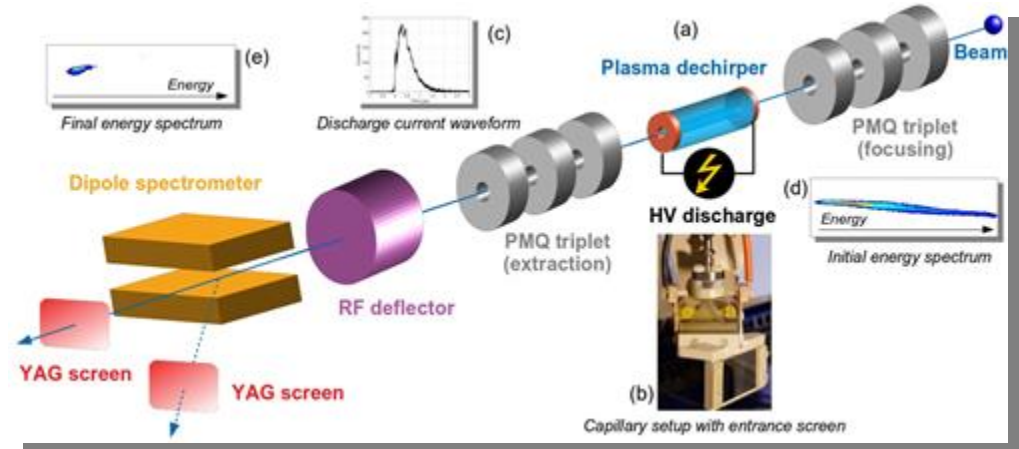 (a)
Plasma dechirper
Beam
(c)
Discharge current waveform
(e)
Energy
Final energy spectrum
PMQ triplet
(focusing)
(d)
Energy
Initial energy spectrum
HV discharge
PMQ triplet
(extraction)
Dipole spectrometer
RF deflector
YAG screen
YAG screen
(b)
Capillary setup with entrance screen